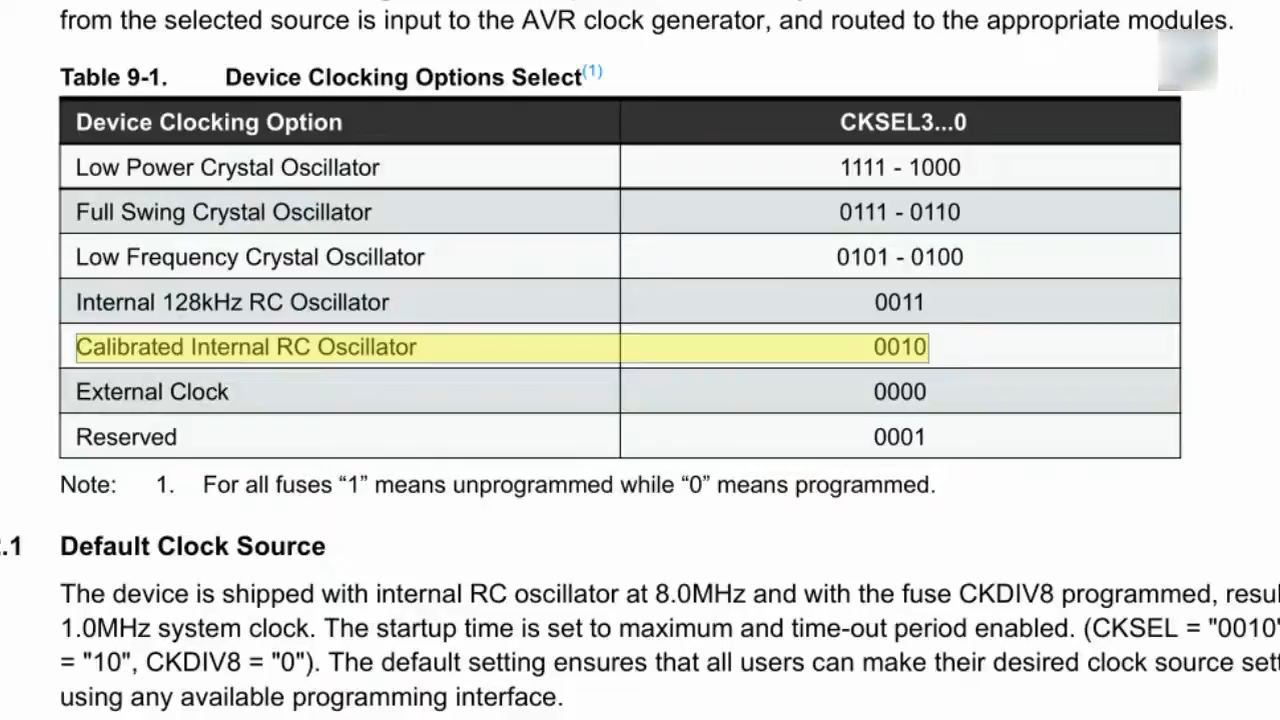 from the selected source is input to the AVR clock generator, and routed to the appropriate modules.
Table 9-1. Device Clocking Options Select(1)
Device Clocking Option CKSEL3...0
Low Power Crystal Oscillator 1111 - 1000
Full Swing Crystal Oscillator 0111 - 0110
Low Frequency Crystal Oscillator 0101 - 0100
Internal 128kHz RC Oscillator 0011
Calibrated Internal RC Oscillator 0010
External Clock 0000
Reserved 0001
Note: 1. For all fuses “1” means unprogrammed while “0” means programmed.
.1 Default Clock Source
The device is shipped with internal RC oscillator at 8.0MHz and with the fuse CKDIV8 programmed, resul
1.0MHz system clock. The startup time is set to maximum and time-out period enabled. (CKSEL = "0010"
= "10", CKDIV8 = "0"). The default setting ensures that all users can make their desired clock source sett
using any available programming interface.